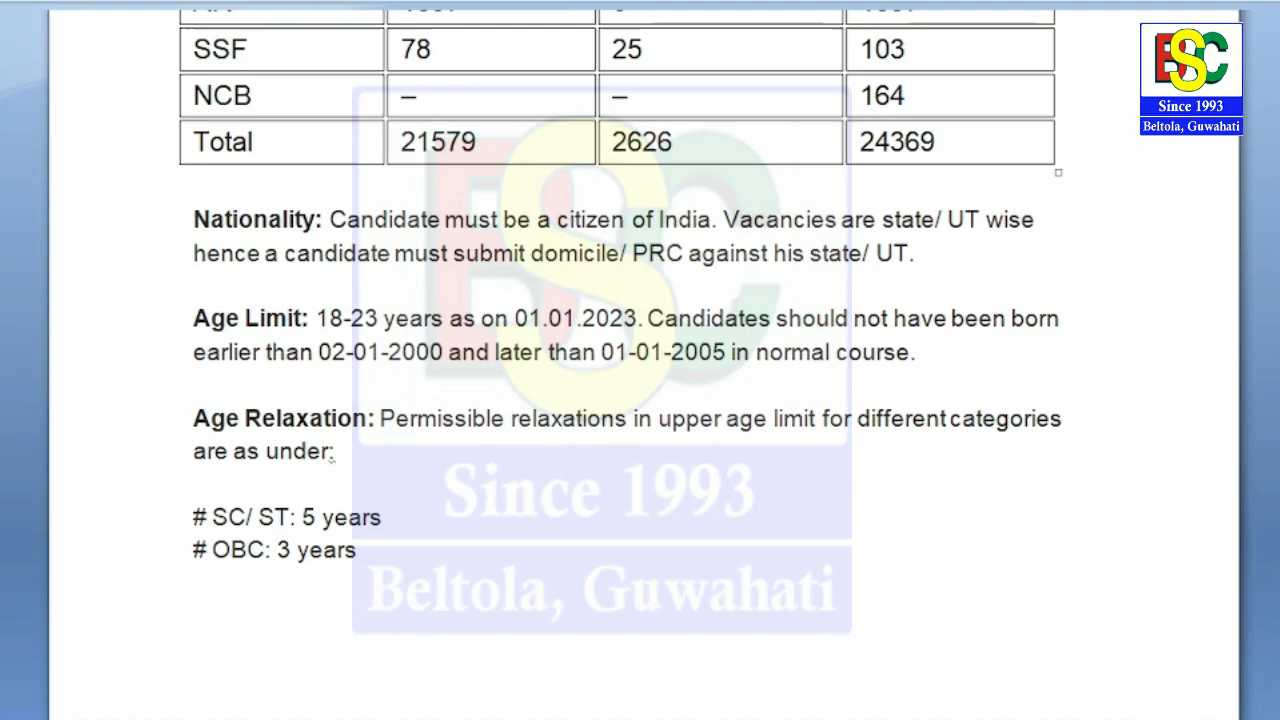 SSF 78 25 103
NCB – – 164
Total 21579 2626 24369
Nationality: Candidate must be a citizen of India. Vacancies are state/ UT wise
hence a candidate must submit domicile/ PRC against his state/ UT.
Age Limit: 18-23 years as on 01.01.2023. Candidates should not have been born
earlier than 02-01-2000 and later than 01-01-2005 in normal course.
Age Relaxation: Permissible relaxations in upper age limit for different categories
are as under:
# SC/ ST: 5 years
# OBC: 3 years
BSC
Since 1993
Beltola, Guwahati
BSC
Since 1993
Beltola, Guwahati